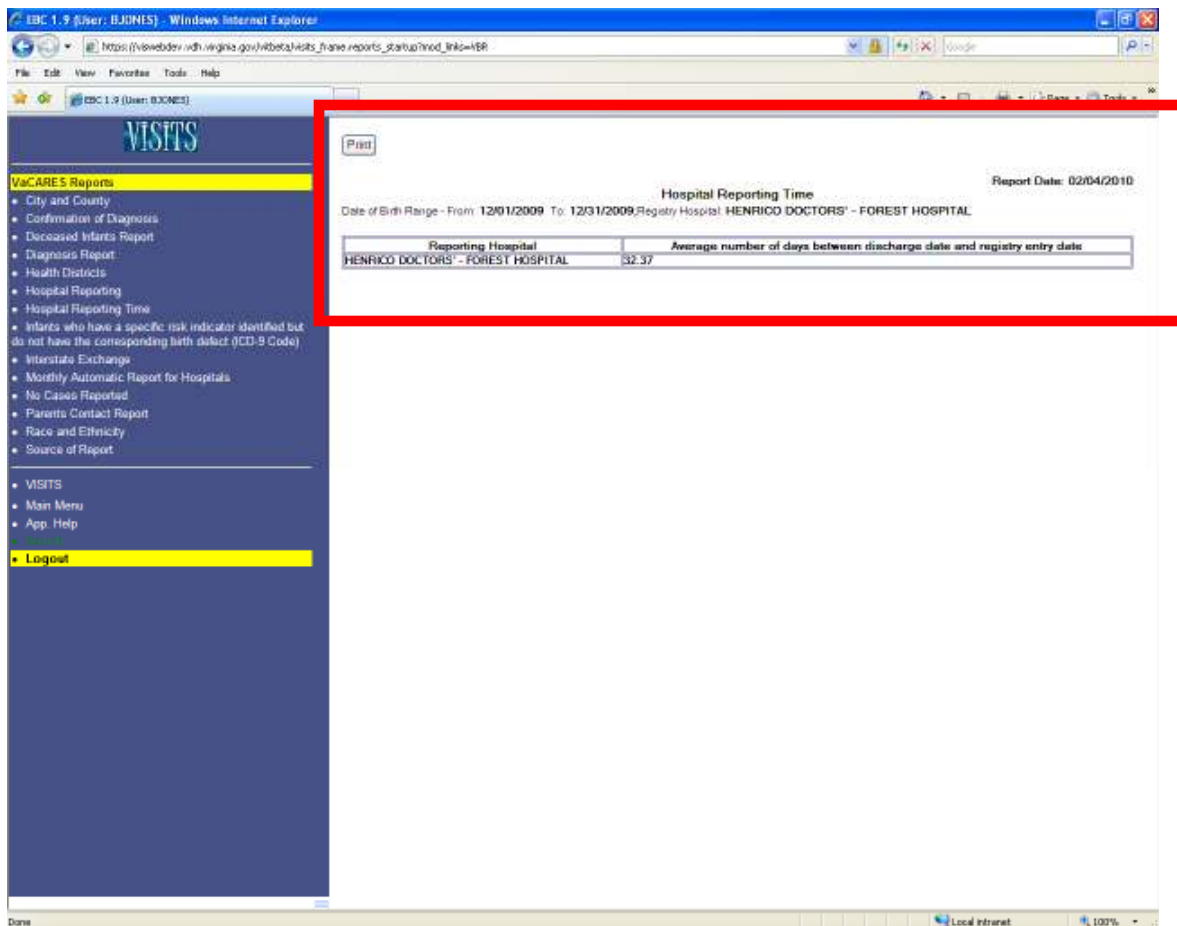 EBC 1.9 (User: BJONES) - Windows Internet Explorer
File Edit View Favorites Tools Help
EBC 1.9 (User: BJONES)
Page Tools
VISITS
VaCARES Reports
• City and County
• Confirmation of Diagnosis
• Deceased Infants Report
• Diagnosis Report
• Health Districts
• Hospital Reporting
• Hospital Reporting Time
• Infants who have a specific risk indicator identified but
do not have the corresponding birth defect (ICD-9 Code)
• Interstate Exchange
• Monthly Automatic Report for Hospitals
• No Cases Reported
• Parents Contact Report
• Race and Ethnicity
• Source of Report
• VISITS
• Main Menu
• App. Help
• Logout
Print
Report Date: 02/04/2010
Hospital Reporting Time
Date of Birth Range - From: 12/01/2009 To: 12/31/2009,Registry Hospital: HENRICO DOCTORS' - FOREST HOSPITAL
Reporting Hospital Average number of days between discharge date and registry entry date
HENRICO DOCTORS' - FOREST HOSPITAL 32.37
Done Local intranet 100%